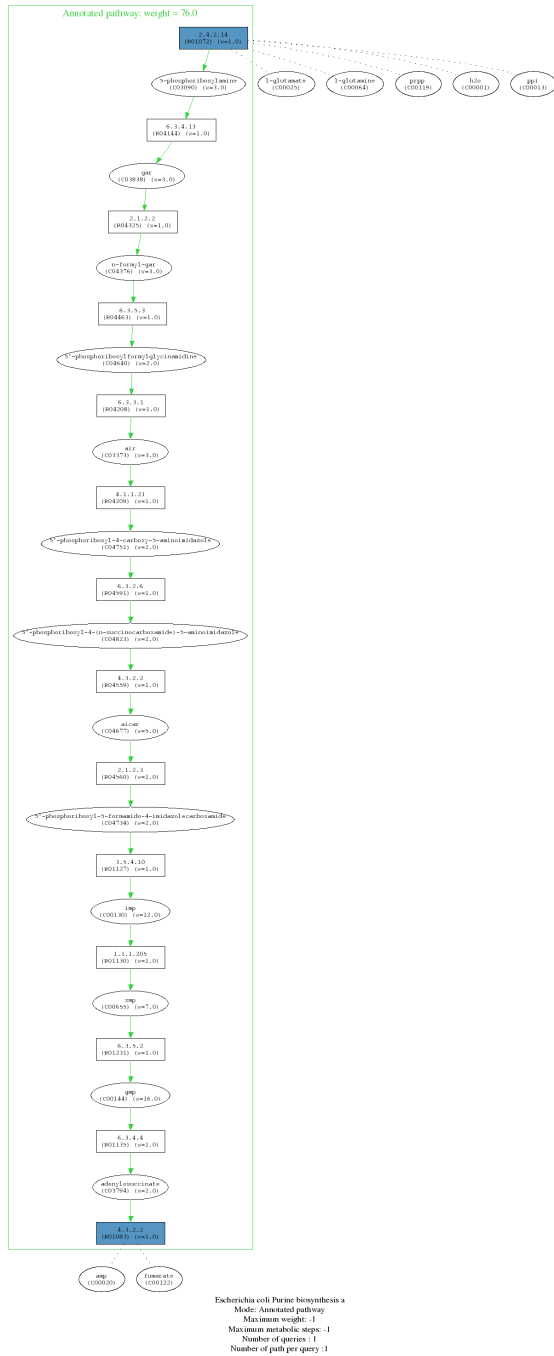 Annotated pathway: weight = 76.0
2.4.2.14
(R01072) (w=1.0)
5-phosphoribosylamine
(C03090) (w=3.0)
l-glutamate
(C00025)
l-glutamine
(C00064)
prpp
(C00119)
h2o
(C00001)
ppi
(C00013)
6.3.4.13
(R04144) (w=1.0)
gar
(C03838) (w=3.0)
2.1.2.2
(R04325) (w=1.0)
n-formyl-gar
(C04376) (w=3.0)
6.3.5.3
(R04463) (w=1.0)
5'-phosphoribosylformylglycinamidine
(C04640) (w=2.0)
6.3.3.1
(R04208) (w=1.0)
air
(C03373) (w=3.0)
4.1.1.21
(R04209) (w=1.0)
5'-phosphoribosyl-4-carboxy-5-aminoimidazole
(C04751) (w=2.0)
6.3.2.6
(R04591) (w=1.0)
5'-phosphoribosyl-4-(n-succinocarboxamide)-5-aminoimidazole
(C04823) (w=2.0)
4.3.2.2
(R04559) (w=1.0)
aicar
(C04677) (w=5.0)
2.1.2.3
(R04560) (w=1.0)
5'-phosphoribosyl-5-formamido-4-imidazolecarboxamide
(C04734) (w=2.0)
3.5.4.10
(R01127) (w=1.0)
imp
(C00130) (w=12.0)
1.1.1.205
(R01130) (w=1.0)
xmp
(C00655) (w=7.0)
6.3.5.2
(R01231) (w=1.0)
gmp
(C00144) (w=16.0)
6.3.4.4
(R01135) (w=1.0)
adenylosuccinate
(C03794) (w=2.0)
4.3.2.2
(R01083) (w=1.0)
amp
(C00020)
fumarate
(C00122)
Escherichia coli Purine biosynthesis a
Mode: Annotated pathway
Maximum weight: -1
Maximum metabolic steps: -1
Number of queries : 1
Number of path per query :1